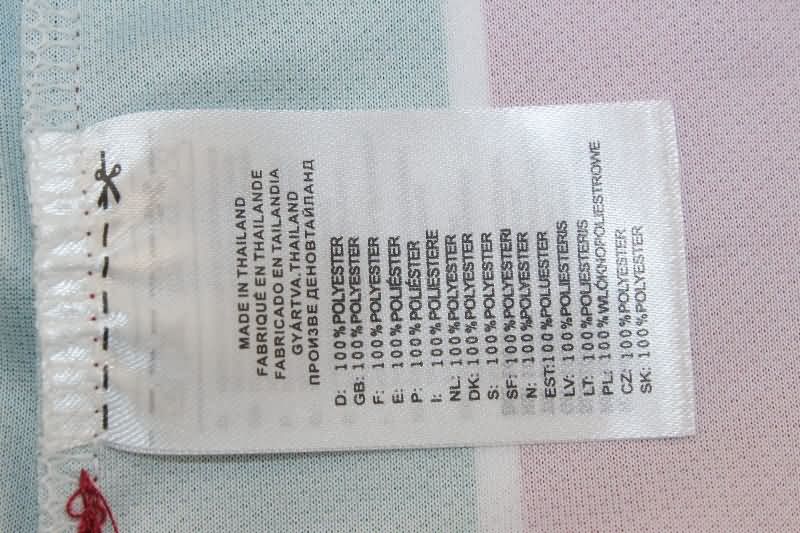 MADE IN THAILAND
FABRIQUÉ EN THAILANDE
FABRICADO EN TAILANDIA
GYÁRTVA.THAILAND
ПРОИЗВЕ ДЕНОВТАЙЛАНД
D: 100%POLYESTER
GB: 100%POLYESTER
F: 100%POLYESTER
E: 100%POLIÉSTER
P: 100%POLIÉSTER
I: 100%POLIESTERE
NL: 100%POLYESTER
DK: 100%POLYESTER
S: 100%POLYESTER
SF: 100%POLYESTERI
N: 100%POLYESTER
EST:100%POLUESTER
LV: 100%POLIESTERIS
LT: 100%POLIESTERIS
PL: 100%WLÓKNOPOLIESTROWE
CZ: 100%POLYESTER
SK: 100%POLYESTER